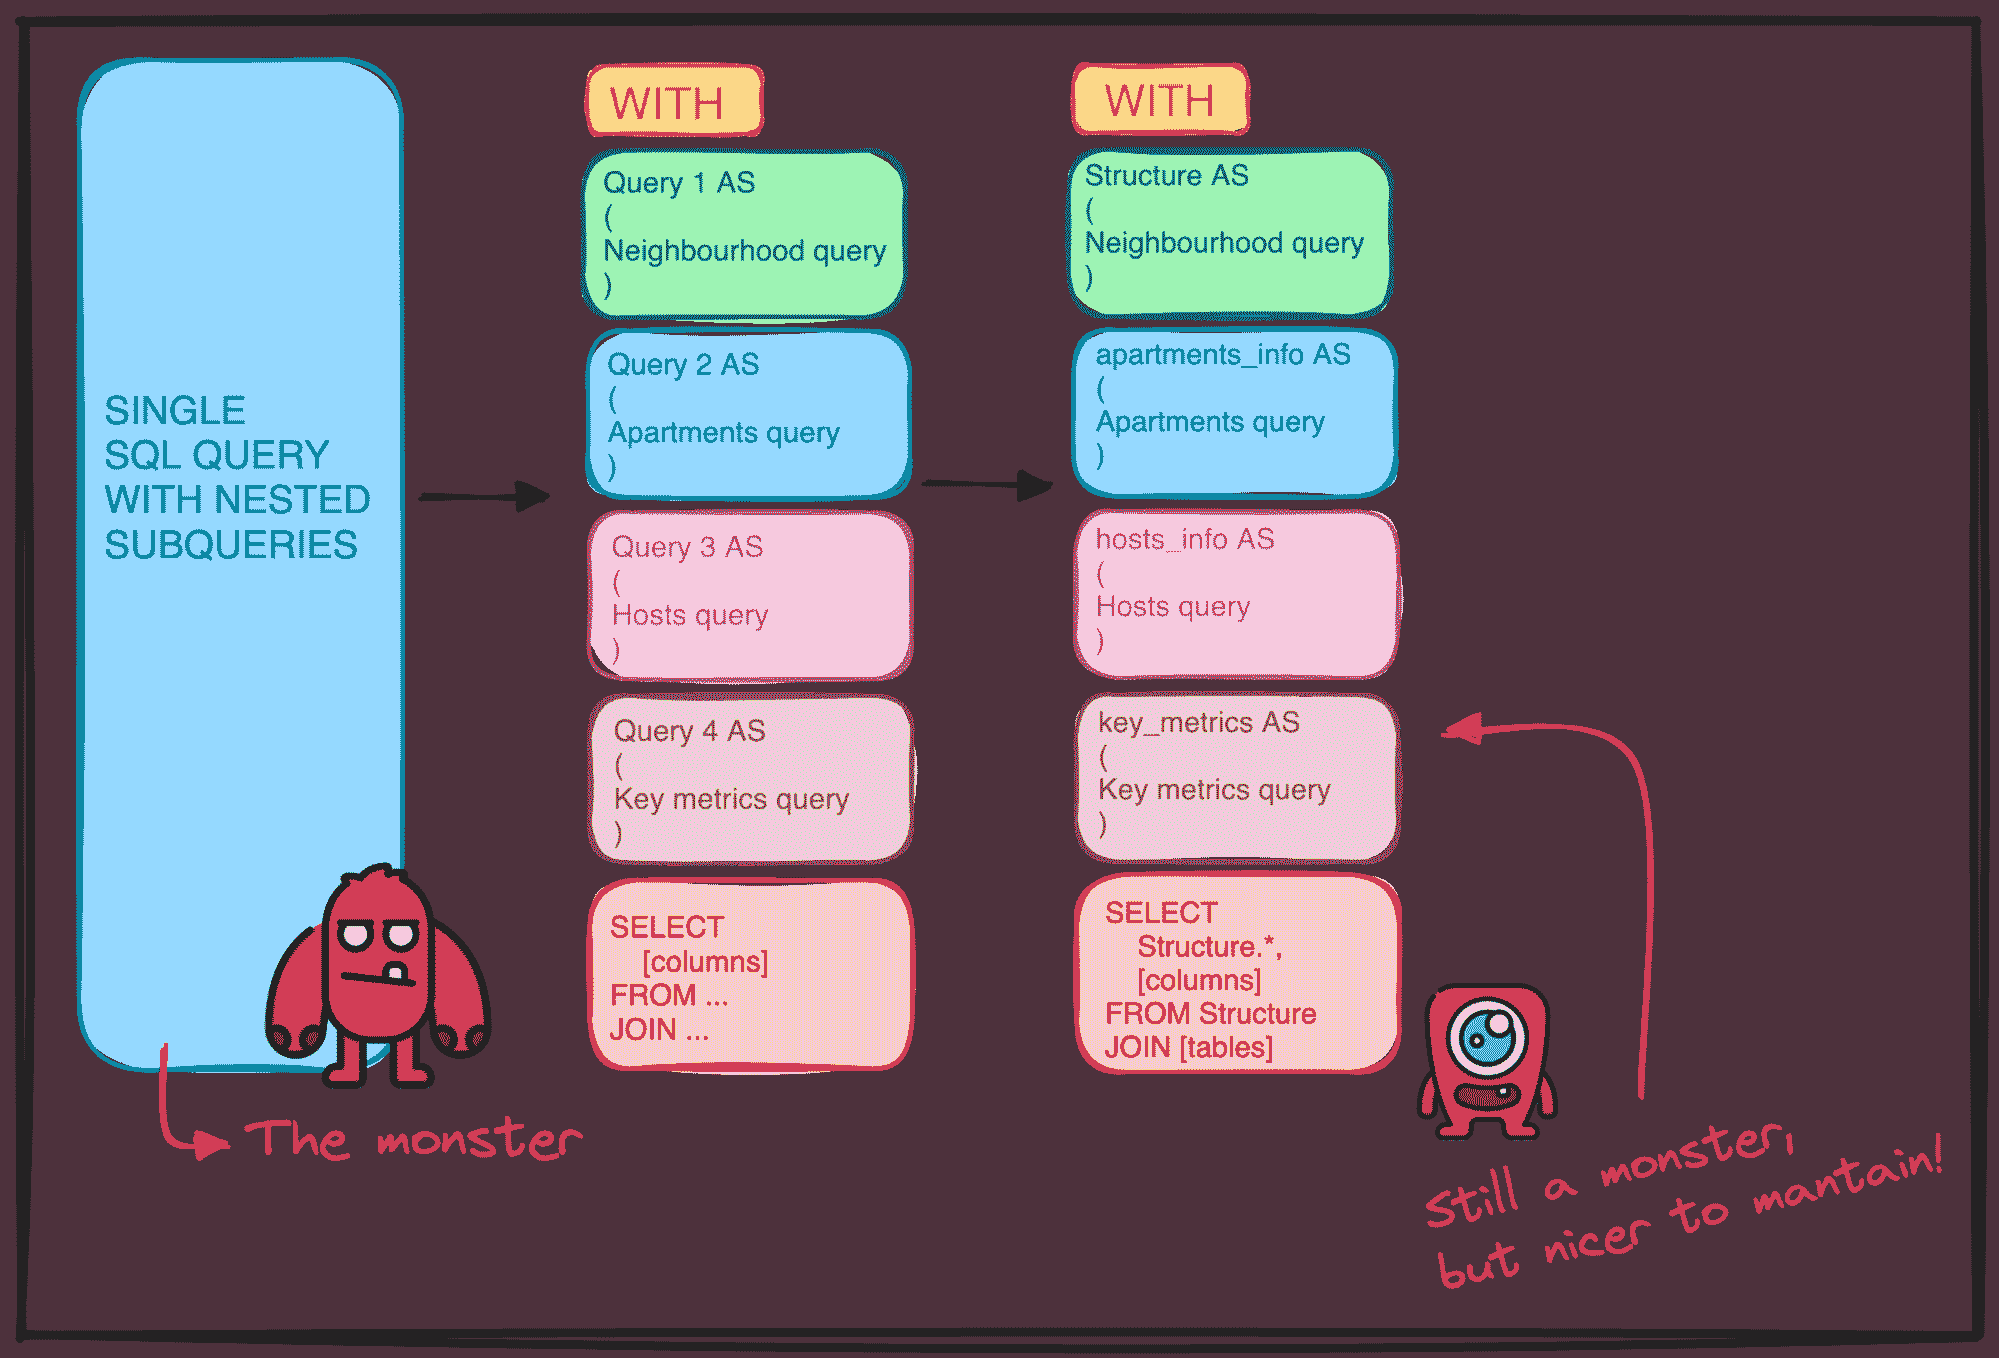 SINGLE
SQL QUERY
WITH NESTED
SUBQUERIES
The monster
WITH
Query 1 AS
(
Neighbourhood query
)
Query 2 AS
(
Apartments query
)
Query 3 AS
(
Hosts query
)
Query 4 AS
(
Key metrics query
)
SELECT
[columns]
FROM ...
JOIN ...
WITH
Structure AS
(
Neighbourhood query
)
apartments_info AS
(
Apartments query
)
hosts_info AS
(
Hosts query
)
key_metrics AS
(
Key metrics query
)
SELECT
Structure.*,
[columns]
FROM Structure
JOIN [tables]
Still a monster,
but nicer to mantain!